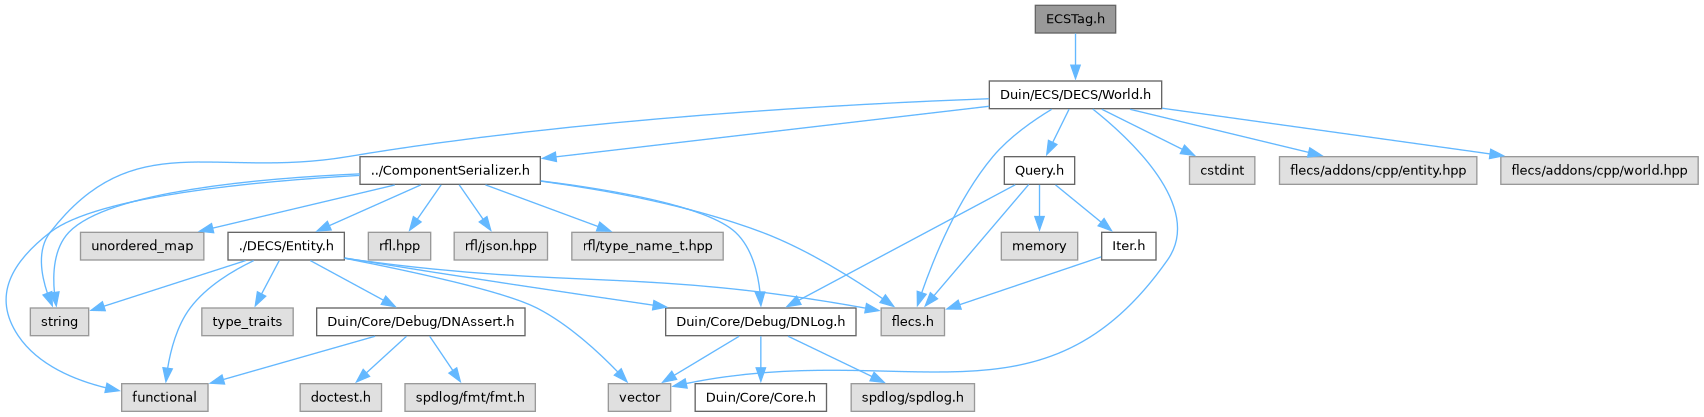 ECSTag.h
Duin/ECS/DECS/World.h
../ComponentSerializer.h
Query.h
cstdint
flecs/addons/cpp/entity.hpp
flecs/addons/cpp/world.hpp
unordered_map
./DECS/Entity.h
rfl.hpp
rfl/json.hpp
rfl/type_name_t.hpp
memory
Iter.h
string
type_traits
Duin/Core/Debug/DNAssert.h
Duin/Core/Debug/DNLog.h
flecs.h
functional
doctest.h
spdlog/fmt/fmt.h
vector
Duin/Core/Core.h
spdlog/spdlog.h